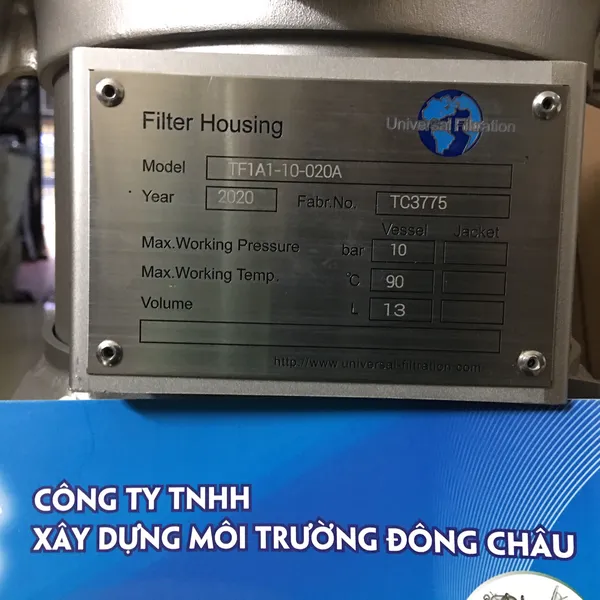 Filter Housing
Universal Filtration
Model TF1A1-10-020A
Year 2020 Fabr.No. TC3775
Vessel Jacket
Max.Working Pressure bar 10
Max.Working Temp. °C 90
Volume L 13
http://www.universal-filtration.com
CÔNG TY TNHH
XÂY DỰNG MÔI TRƯỜNG ĐÔNG CHÂU